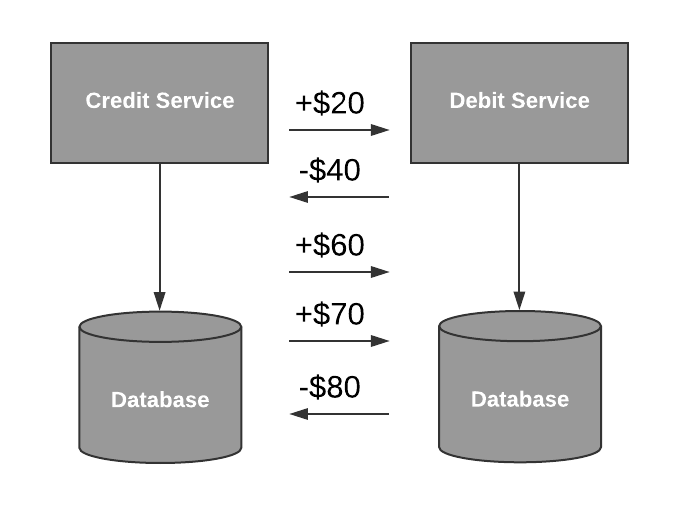 Credit Service
Debit Service
+$20
-$40
+$60
+$70
-$80
Database
Database